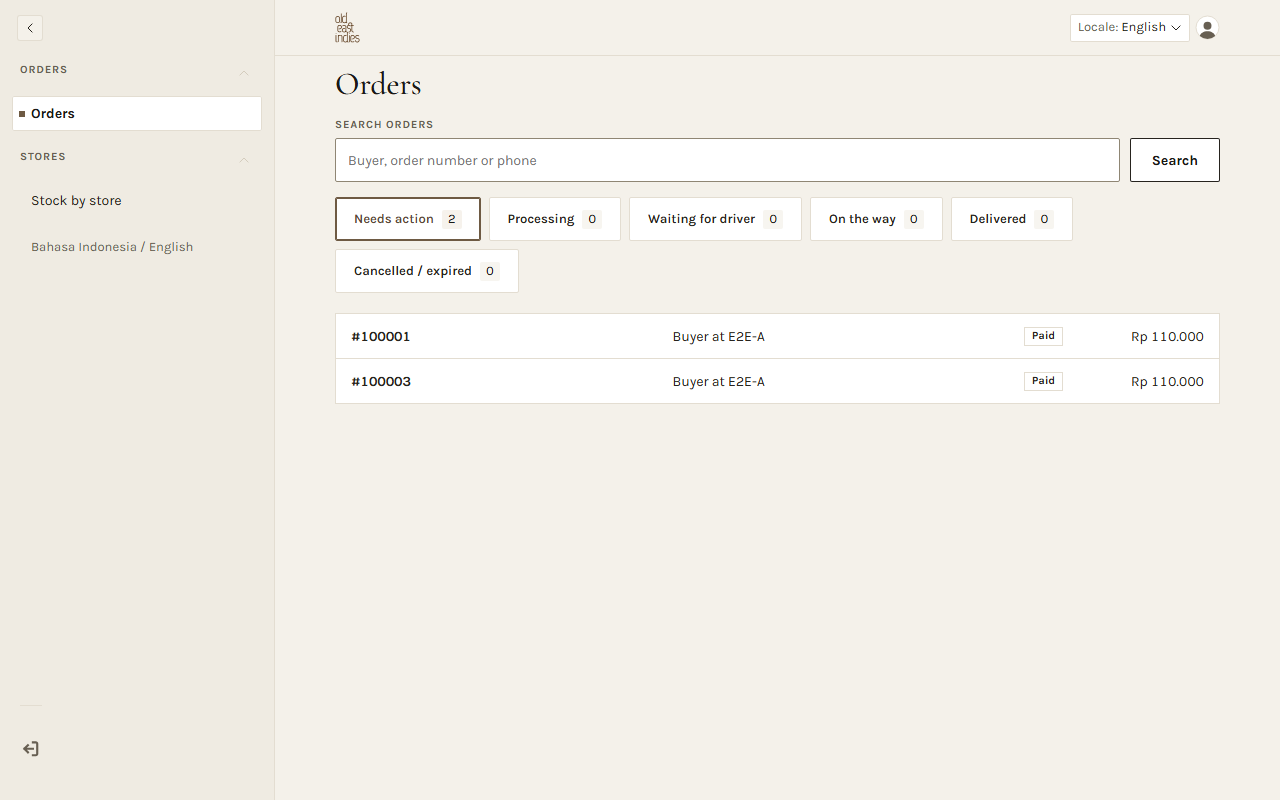 old
east
indies
Locale: English
ORDERS
Orders
STORES
Stock by store
Bahasa Indonesia / English
Orders
SEARCH ORDERS
Buyer, order number or phone
Search
Needs action 2
Processing 0
Waiting for driver 0
On the way 0
Delivered 0
Cancelled / expired 0
#100001 Buyer at E2E-A Paid Rp 110.000
#100003 Buyer at E2E-A Paid Rp 110.000